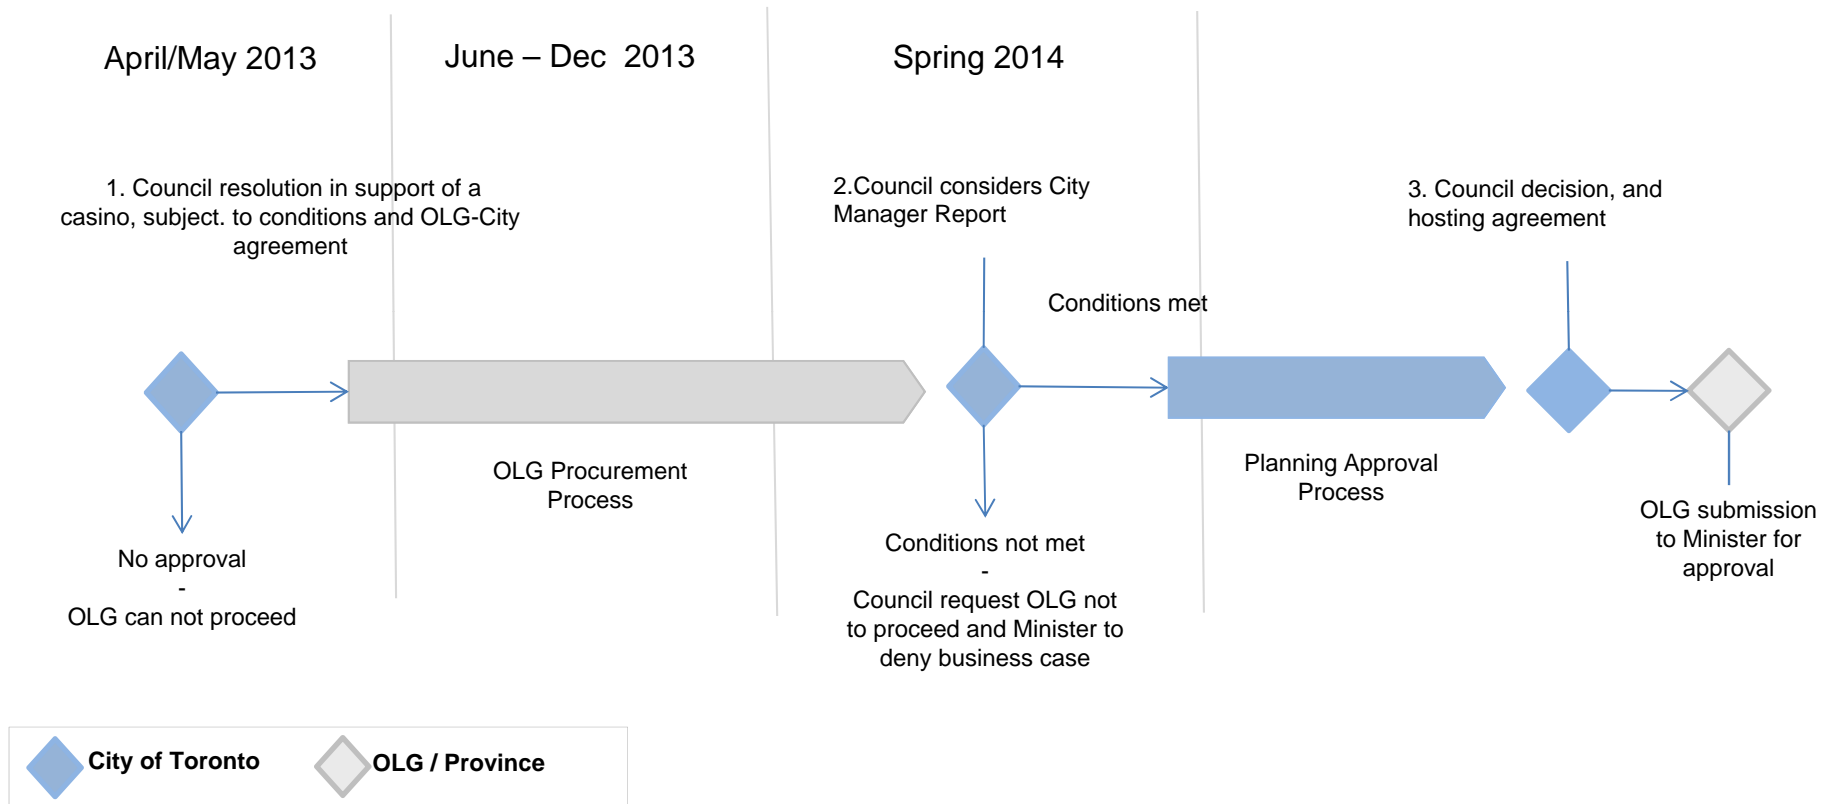 April/May 2013
June – Dec 2013
Spring 2014
1. Council resolution in support of a
casino, subject. to conditions and OLG-City
agreement
2.Council considers City
Manager Report
3. Council decision, and
hosting agreement
Conditions met
OLG Procurement
Process
Planning Approval
Process
No approval
-
OLG can not proceed
Conditions not met
-
Council request OLG not
to proceed and Minister to
deny business case
OLG submission
to Minister for
approval
City of Toronto
OLG / Province